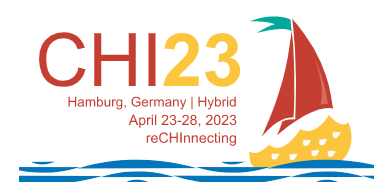 CHI23
Hamburg, Germany | Hybrid
April 23-28, 2023
reCHInnecting